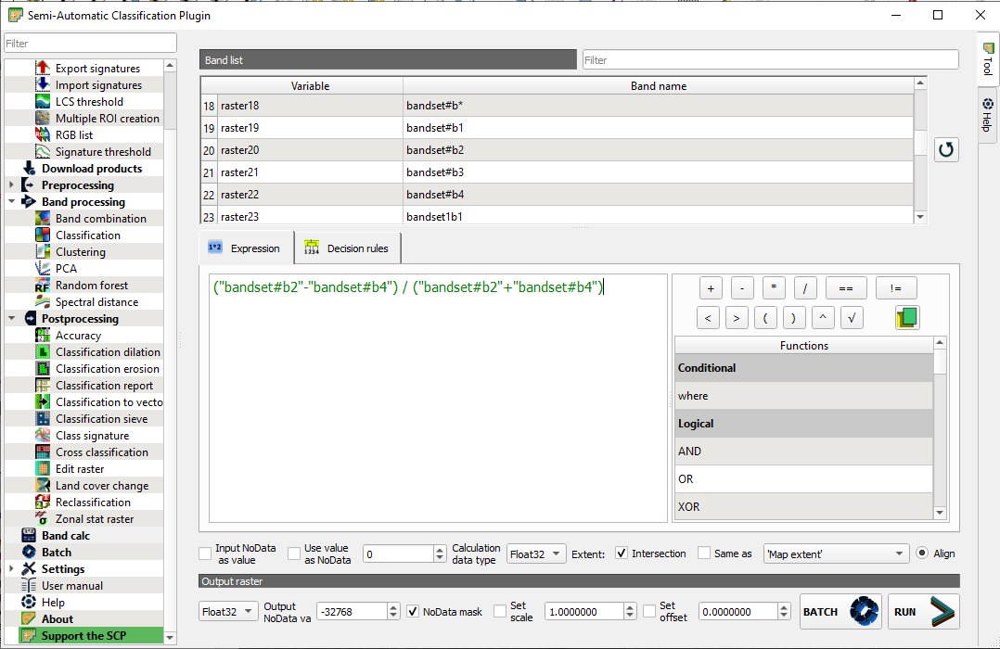 Semi-Automatic Classification Plugin
Filter
Export signatures
Import signatures
LCS threshold
Multiple ROI creation
RGB list
Signature threshold
Download products
Preprocessing
Band processing
Band combination
Classification
Clustering
PCA
Random forest
Spectral distance
Postprocessing
Accuracy
Classification dilation
Classification erosion
Classification report
Classification to vecto
Classification sieve
Class signature
Cross classification
Edit raster
Land cover change
Reclassification
Zonal stat raster
Band calc
Batch
Settings
User manual
Help
About
Support the SCP
Band list
Filter
Variable Band name
18 raster18 bandset#b*
19 raster19 bandset#b1
20 raster20 bandset#b2
21 raster21 bandset#b3
22 raster22 bandset#b4
23 raster23 bandset1b1
1*2 Expression
1234 Decision rules
("bandset#b2"-"bandset#b4") / ("bandset#b2"+"bandset#b4")
+ - * / == !=
< > ( ) ^ √
Functions
Conditional
where
Logical
AND
OR
XOR
Input NoData as value
Use value as NoData
0
Calculation data type
Float32
Extent:
Intersection
Same as
'Map extent'
Align
Output raster
Float32
Output NoData va
-32768
NoData mask
Set scale
1.0000000
Set offset
0.0000000
BATCH
RUN
Tool
Help